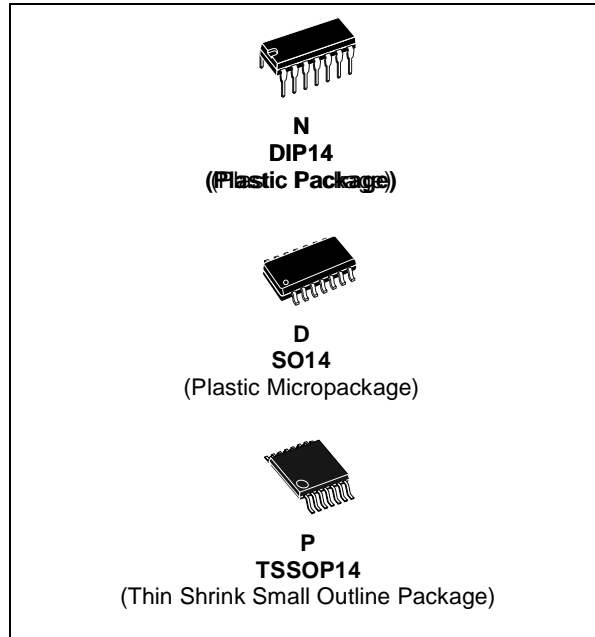 N
DIP14
(Plastic Package)
D
SO14
(Plastic Micropackage)
P
TSSOP14
(Thin Shrink Small Outline Package)